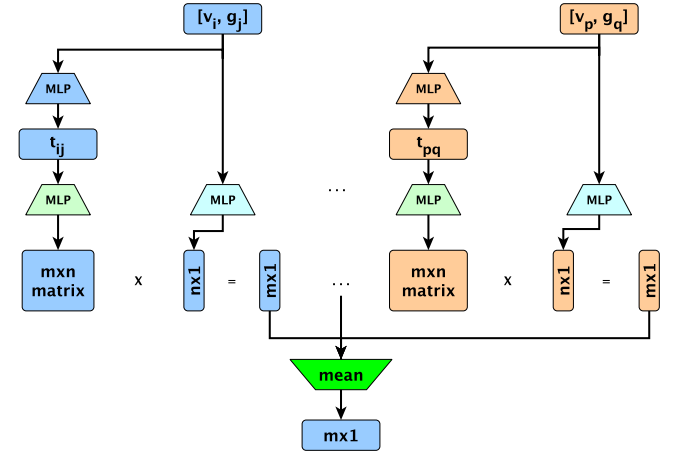 [v_i, g_j]
[v_p, g_q]
MLP
MLP
t_ij
t_pq
MLP
MLP
...
MLP
MLP
mxn
matrix
X
nx1
=
mx1
...
mxn
matrix
X
nx1
=
mx1
mean
mx1